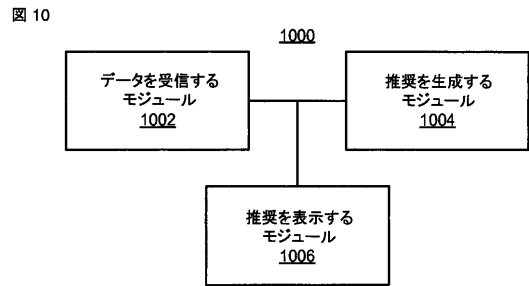 図 10
1000
データを受信する
モジュール
1002
推奨を生成する
モジュール
1004
推奨を表示する
モジュール
1006